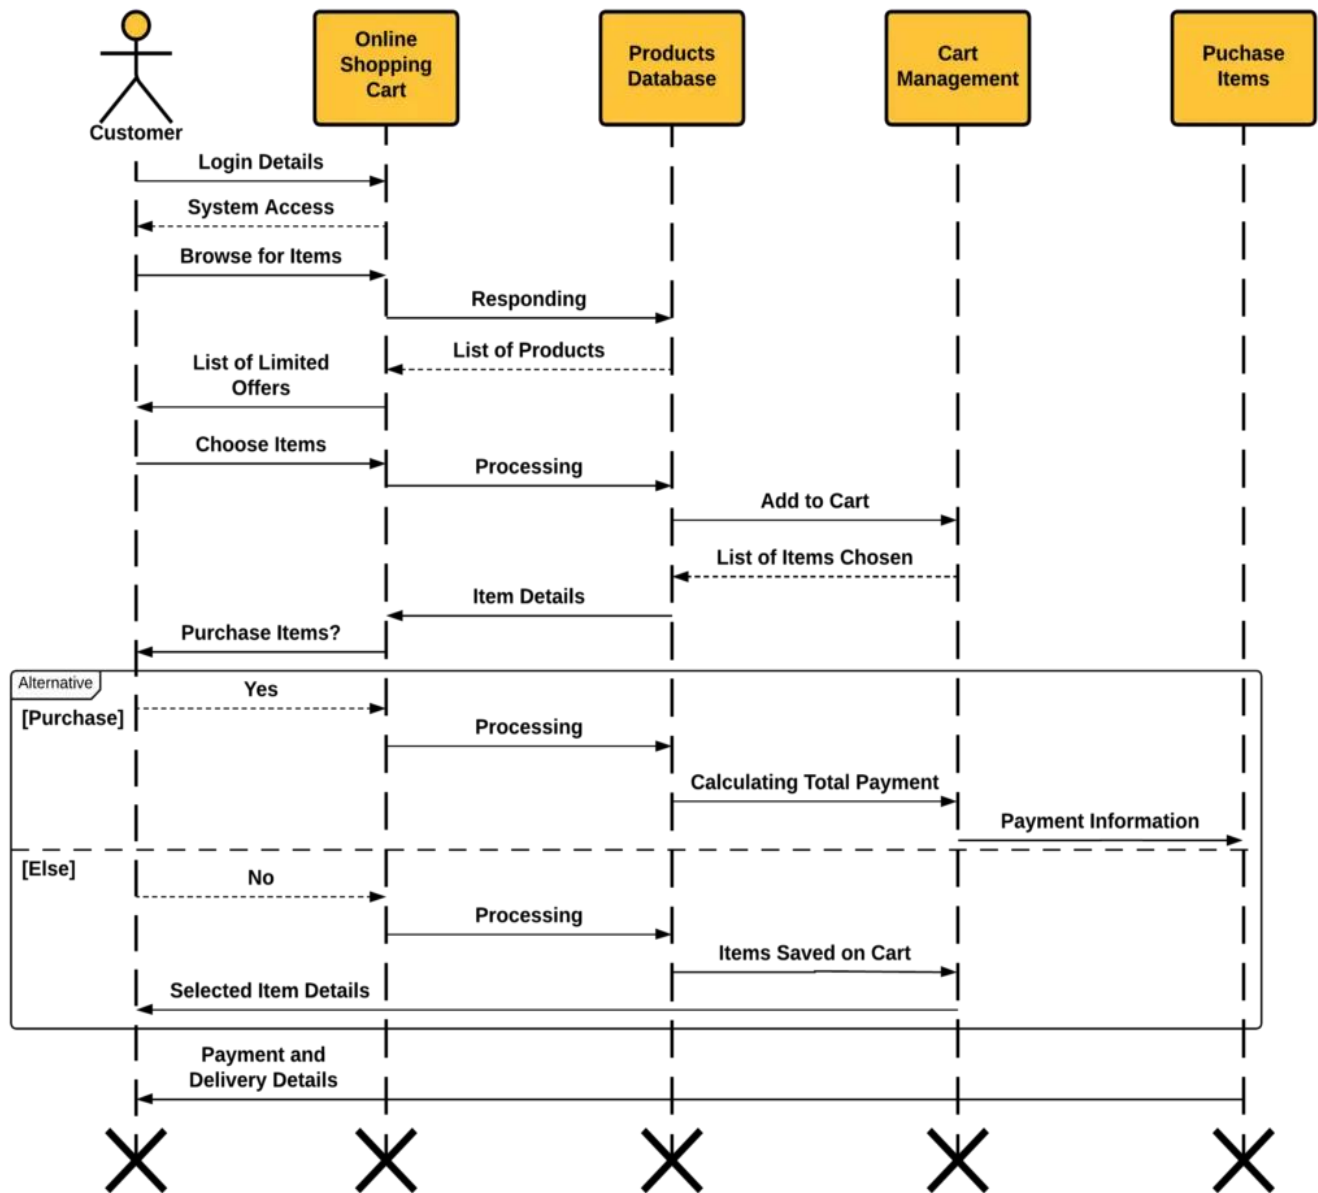 Customer
Online
Shopping
Cart
Products
Database
Cart
Management
Puchase
Items
Login Details
System Access
Browse for Items
Responding
List of Products
List of Limited
Offers
Choose Items
Processing
Add to Cart
List of Items Chosen
Item Details
Purchase Items?
Alternative
Yes
[Purchase]
Processing
Calculating Total Payment
Payment Information
[Else]
No
Processing
Items Saved on Cart
Selected Item Details
Payment and
Delivery Details